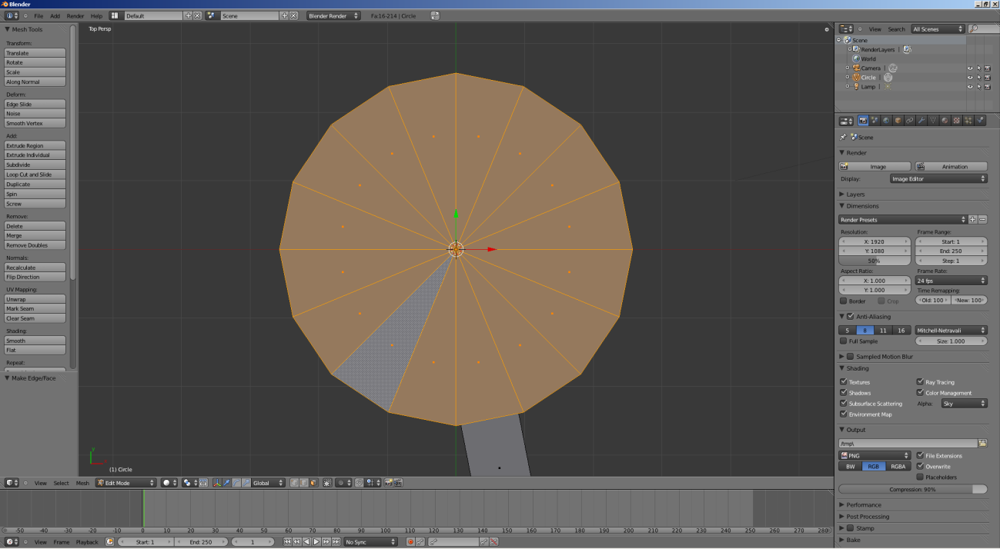 Blender
File Add Render Help Default Scene Blender Render Fa:16-214 | Circle
Mesh Tools
Transform:
Translate
Rotate
Scale
Along Normal
Deform:
Edge Slide
Noise
Smooth Vertex
Add:
Extrude Region
Extrude Individual
Subdivide
Loop Cut and Slide
Duplicate
Spin
Screw
Remove:
Delete
Merge
Remove Doubles
Normals:
Recalculate
Flip Direction
UV Mapping:
Unwrap
Mark Seam
Clear Seam
Shading:
Smooth
Flat
Repeat:
Make Edge/Face
Top Persp
(1) Circle
View Select Mesh Edit Mode Global
-50 -40 -30 -20 -10 0 10 20 30 40 50 60 70 80 90 100 110 120 130 140 150 160 170 180 190 200 210 220 230 240 250 260 270 280
View Frame Playback Start: 1 End: 250 1 No Sync
View Search All Scenes
Scene
RenderLayers |
World
Camera |
Circle |
Lamp |
Scene
Render
Image Animation
Display: Image Editor
Layers
Dimensions
Render Presets
Resolution: Frame Range:
X: 1920 Start: 1
Y: 1080 End: 250
50% Step: 1
Aspect Ratio: Frame Rate:
X: 1.000 24 fps
Y: 1.000 Time Remapping:
Border Crop Old: 100 New: 100
Anti-Aliasing
5 8 11 16 Mitchell-Netravali
Full Sample Size: 1.000
Sampled Motion Blur
Shading
Textures Ray Tracing
Shadows Color Management
Subsurface Scattering Alpha: Sky
Environment Map
Output
/tmp\
PNG File Extensions
BW RGB RGBA Overwrite
Placeholders
Compression: 90%
Performance
Post Processing
Stamp
Bake